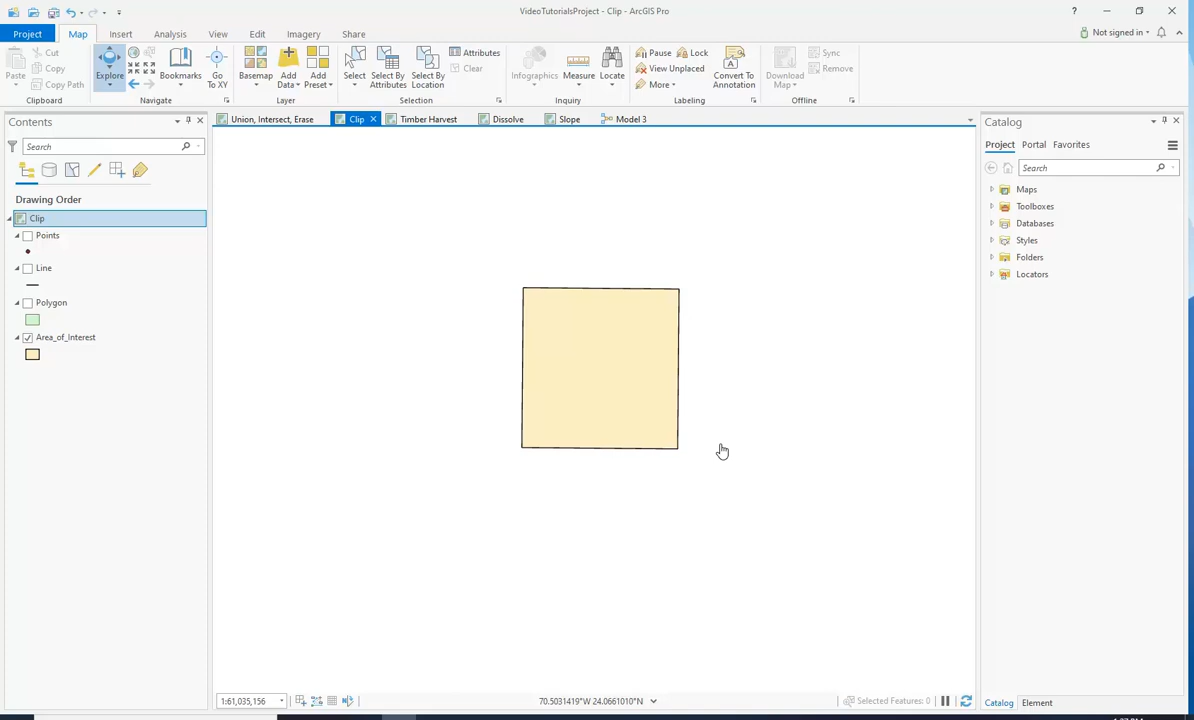 VideoTutorialsProject - Clip - ArcGIS Pro
?
Project Map Insert Analysis View Edit Imagery Share
Not signed in
Paste
Cut
Copy
Copy Path
Clipboard
Explore
Bookmarks
Go To XY
Navigate
Basemap
Add Data
Add Preset
Layer
Select
Select By Attributes
Select By Location
Attributes
Clear
Selection
Infographics
Measure
Locate
Inquiry
Pause
Lock
View Unplaced
More
Convert To Annotation
Labeling
Download Map
Sync
Remove
Offline
Contents
Search
Drawing Order
Clip
Points
Line
Polygon
Area_of_Interest
Union, Intersect, Erase
Clip
Timber Harvest
Dissolve
Slope
Model 3
1:61,035,156
70.5031419°W 24.0661010°N
Selected Features: 0
Catalog
Project Portal Favorites
Search
Maps
Toolboxes
Databases
Styles
Folders
Locators
Catalog Element